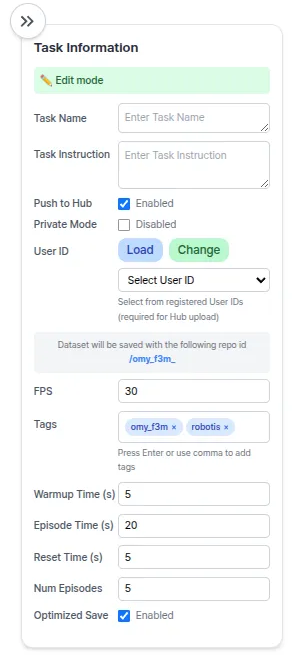 Task Information
✏️ Edit mode
Task Name
Enter Task Name
Task Instruction
Enter Task Instruction
Push to Hub
Enabled
Private Mode
Disabled
User ID
Load
Change
Select User ID
Select from registered User IDs
(required for Hub upload)
Dataset will be saved with the following repo id
/omy_f3m_
FPS
30
Tags
omy_f3m ×
robotis ×
Press Enter or use comma to add
tags
Warmup Time (s)
5
Episode Time (s)
20
Reset Time (s)
5
Num Episodes
5
Optimized Save
Enabled